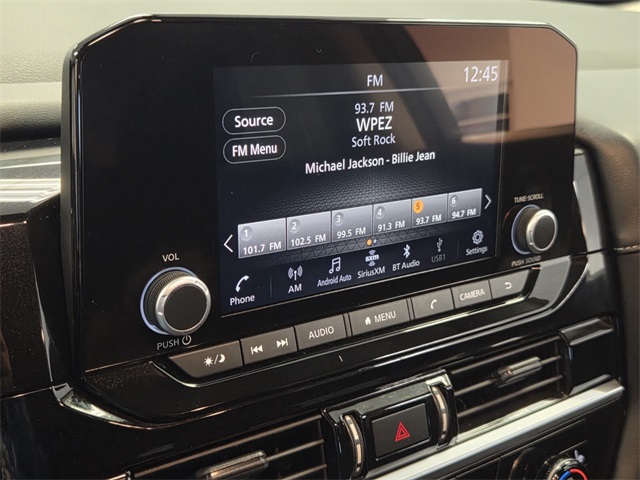 FM
12:45
Source
FM Menu
93.7 FM
WPEZ
Soft Rock
Michael Jackson - Billie Jean
1 2 3 4 5 6
101.7 FM 102.5 FM 99.5 FM 91.3 FM 93.7 FM 94.7 FM
Phone AM Android Auto SiriusXM BT Audio USB1 Settings
VOL
PUSH
TUNE/SCROLL
PUSH SOUND
AUDIO MENU CAMERA